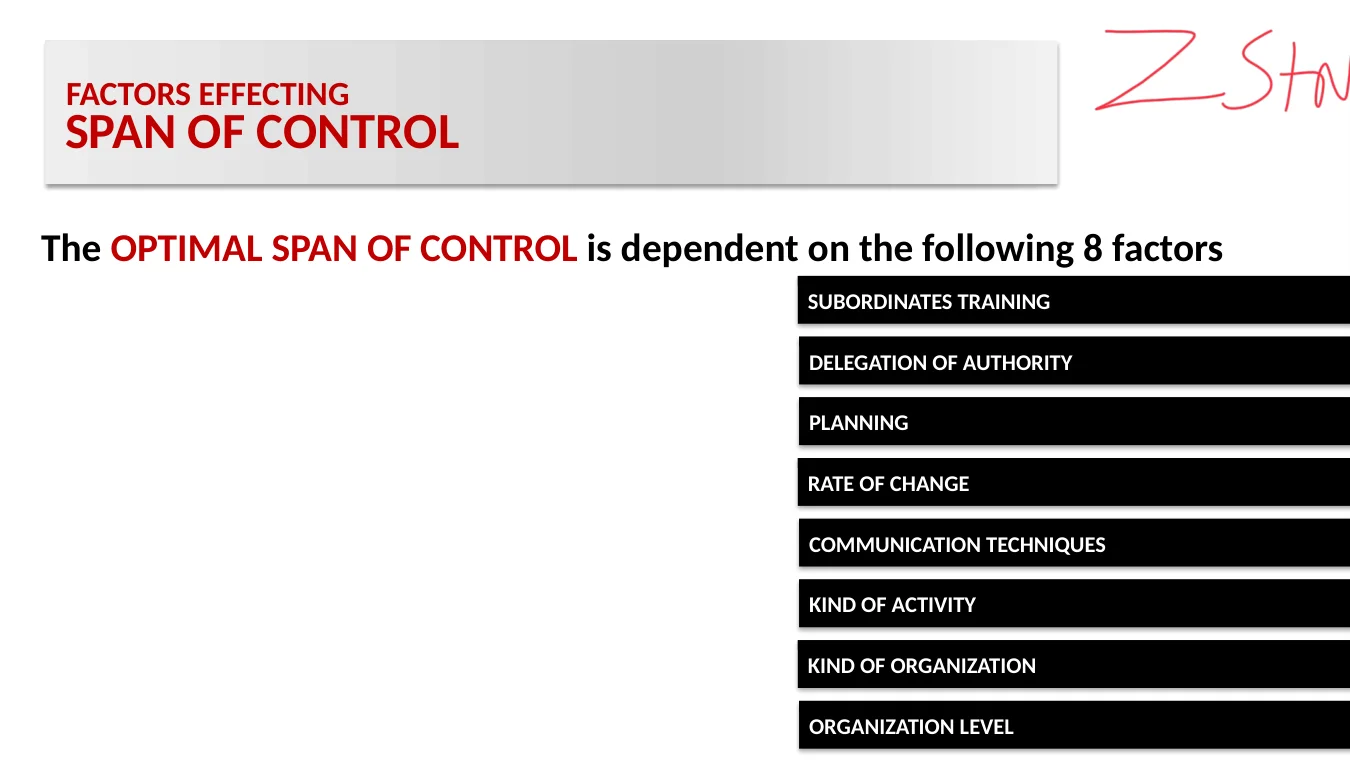 FACTORS EFFECTING
SPAN OF CONTROL
The OPTIMAL SPAN OF CONTROL is dependent on the following 8 factors
SUBORDINATES TRAINING
DELEGATION OF AUTHORITY
PLANNING
RATE OF CHANGE
COMMUNICATION TECHNIQUES
KIND OF ACTIVITY
KIND OF ORGANIZATION
ORGANIZATION LEVEL